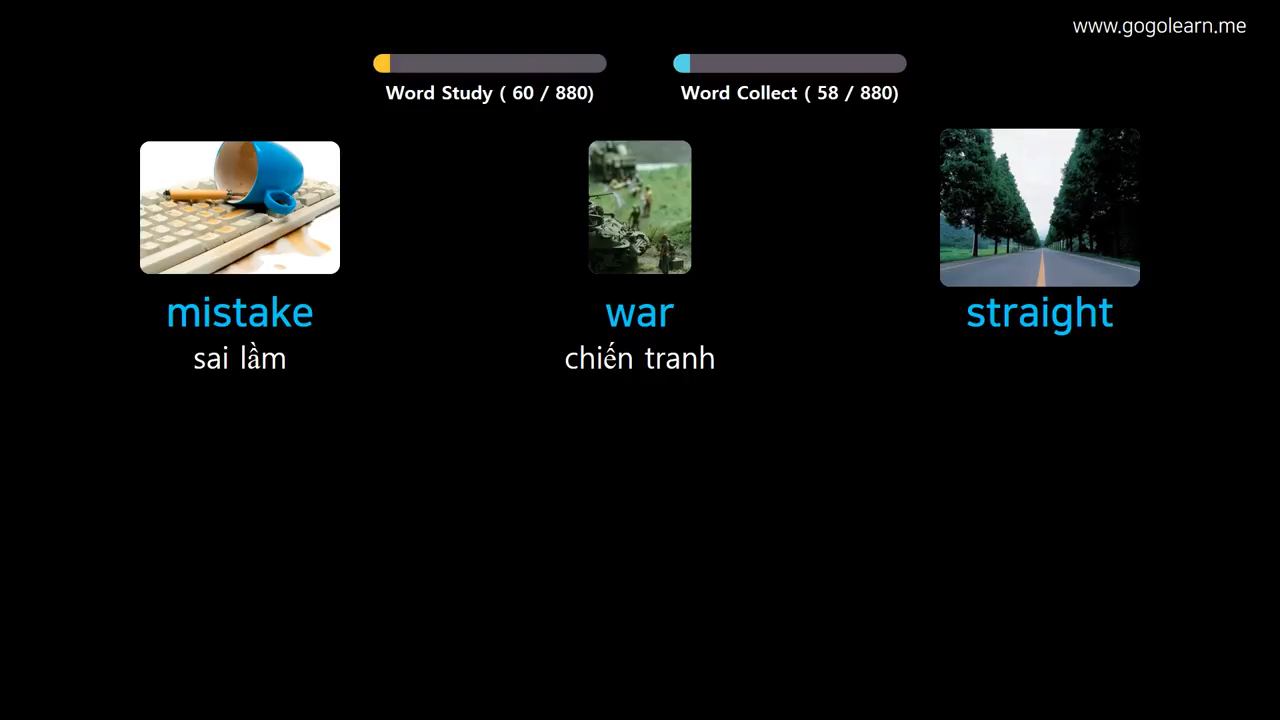 www.gogolearn.me
Word Study ( 60 / 880)
Word Collect ( 58 / 880)
mistake
sai lầm
war
chiến tranh
straight